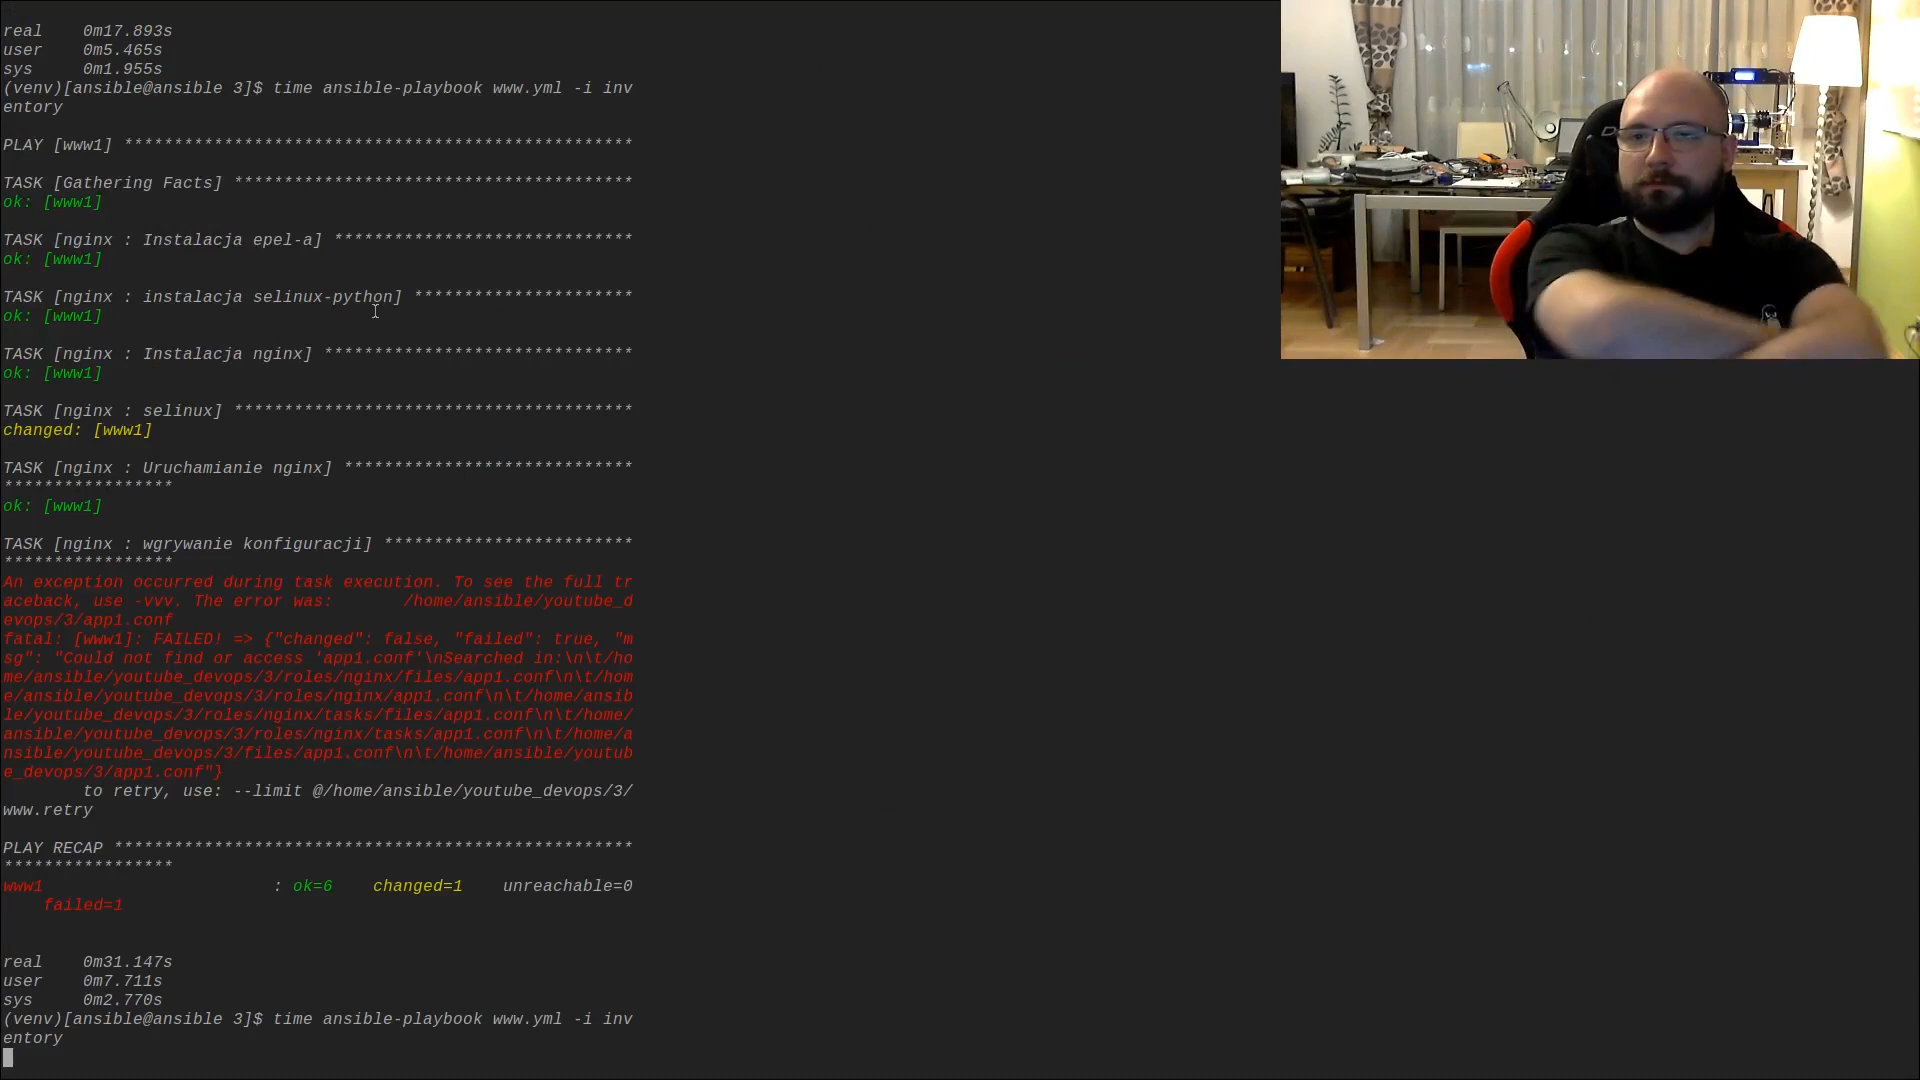 real    0m17.893s
user    0m5.465s
sys     0m1.955s
(venv)[ansible@ansible 3]$ time ansible-playbook www.yml -i inv
entory
PLAY [www1] ***************************************************
TASK [Gathering Facts] ****************************************
ok: [www1]
TASK [nginx : Instalacja epel-a] ******************************
ok: [www1]
TASK [nginx : instalacja selinux-python] **********************
ok: [www1]
TASK [nginx : Instalacja nginx] *******************************
ok: [www1]
TASK [nginx : selinux] ****************************************
changed: [www1]
TASK [nginx : Uruchamianie nginx] *****************************
*****************
ok: [www1]
TASK [nginx : wgrywanie konfiguracji] *************************
*****************
An exception occurred during task execution. To see the full tr
aceback, use -vvv. The error was:       /home/ansible/youtube_d
evops/3/app1.conf
fatal: [www1]: FAILED! => {"changed": false, "failed": true, "m
sg": "Could not find or access 'app1.conf'\nSearched in:\n\t/ho
me/ansible/youtube_devops/3/roles/nginx/files/app1.conf\n\t/hom
e/ansible/youtube_devops/3/roles/nginx/app1.conf\n\t/home/ansib
le/youtube_devops/3/roles/nginx/tasks/files/app1.conf\n\t/home/
ansible/youtube_devops/3/roles/nginx/tasks/app1.conf\n\t/home/a
nsible/youtube_devops/3/files/app1.conf\n\t/home/ansible/youtub
e_devops/3/app1.conf"}
        to retry, use: --limit @/home/ansible/youtube_devops/3/
www.retry
PLAY RECAP ****************************************************
*****************
www1                       : ok=6    changed=1    unreachable=0
    failed=1
real    0m31.147s
user    0m7.711s
sys     0m2.770s
(venv)[ansible@ansible 3]$ time ansible-playbook www.yml -i inv
entory